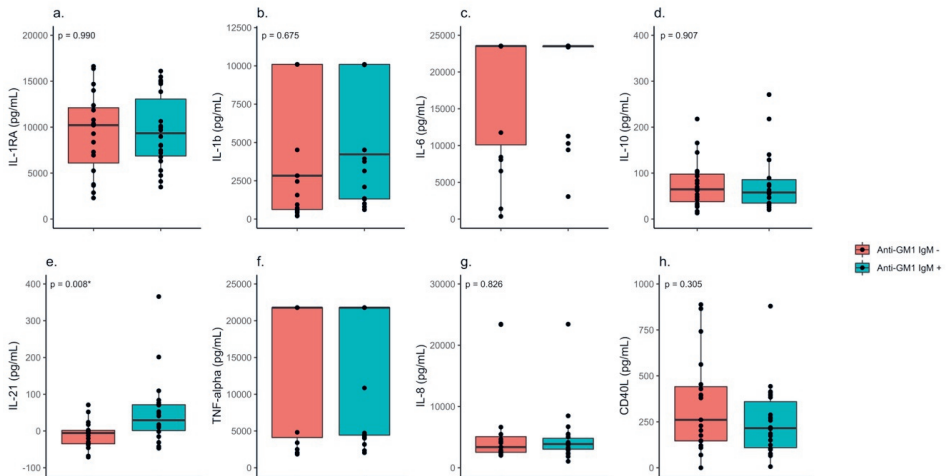 a.
p = 0.990
IL-1RA (pg/mL)
20000
15000
10000
5000
0
b.
p = 0.675
IL-1b (pg/mL)
12500
10000
7500
5000
2500
0
c.
IL-6 (pg/mL)
25000
20000
15000
10000
5000
0
d.
p = 0.907
IL-10 (pg/mL)
400
300
200
100
0
Anti-GM1 IgM -
Anti-GM1 IgM +
e.
p = 0.008*
IL-21 (pg/mL)
400
300
200
100
0
-100
f.
TNF-alpha (pg/mL)
25000
20000
15000
10000
5000
0
g.
p = 0.826
IL-8 (pg/mL)
30000
20000
10000
0
h.
p = 0.305
CD40L (pg/mL)
1000
750
500
250
0